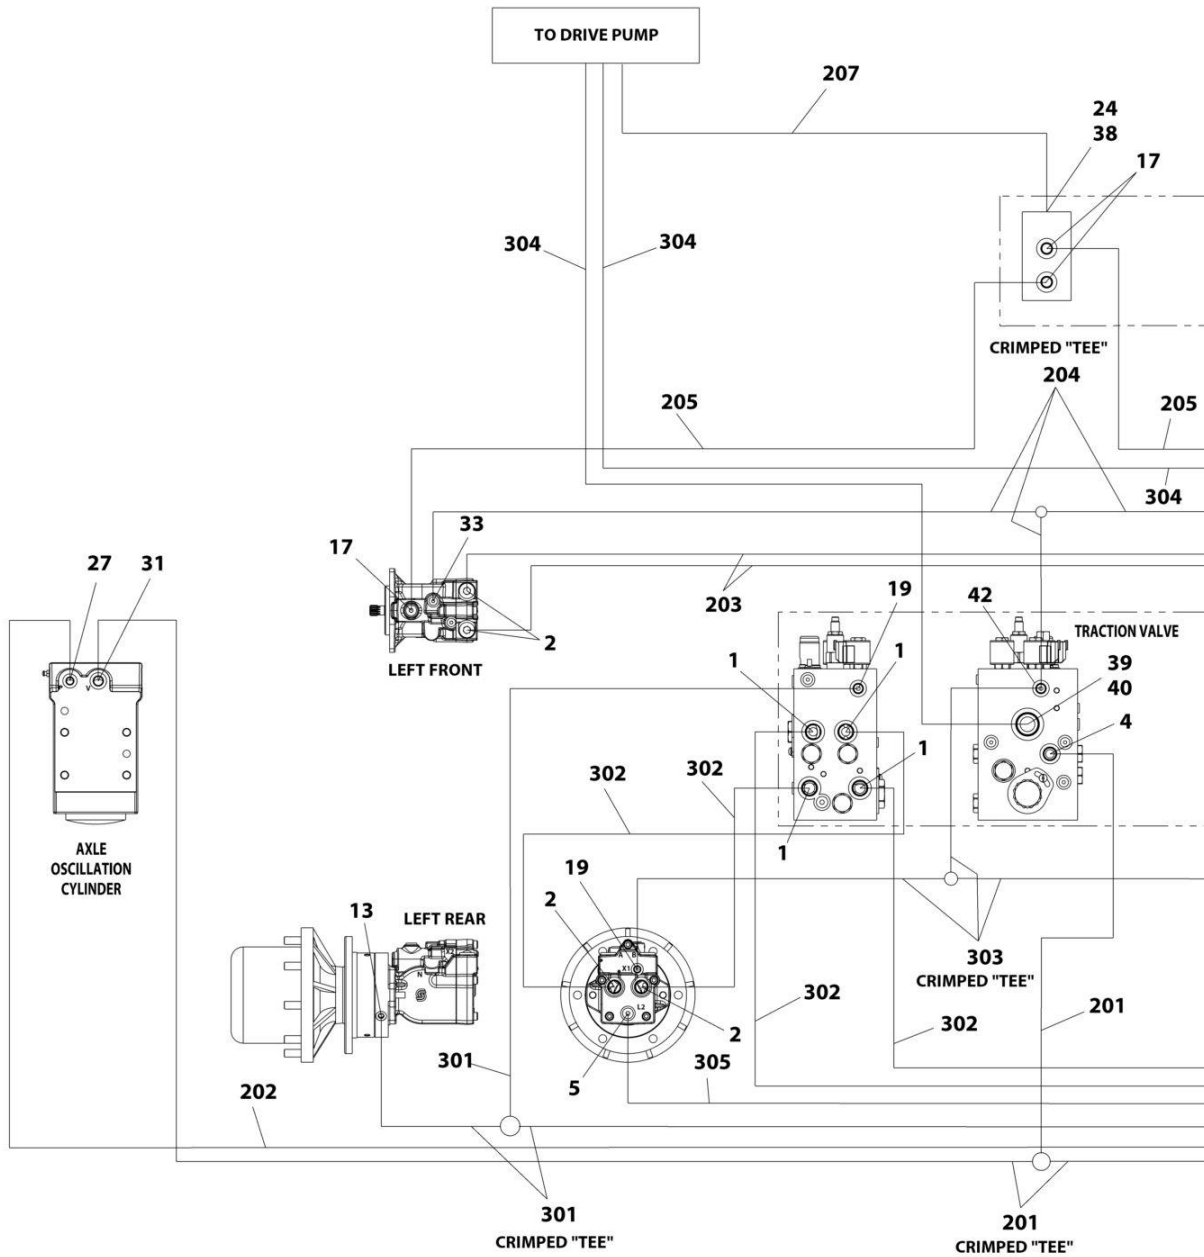 TO DRIVE PUMP
207
24
38
17
304
304
CRIMPED "TEE"
204
205
205
304
33
17
27
31
203
19
42
TRACTION VALVE
2
LEFT FRONT
1
1
39
40
4
V
302
302
1
AXLE
OSCILLATION
CYLINDER
1
19
2
13
LEFT REAR
A B
X1
X2
N
S
L2
303
CRIMPED "TEE"
302
2
201
302
301
5
305
202
301
CRIMPED "TEE"
201
CRIMPED "TEE"